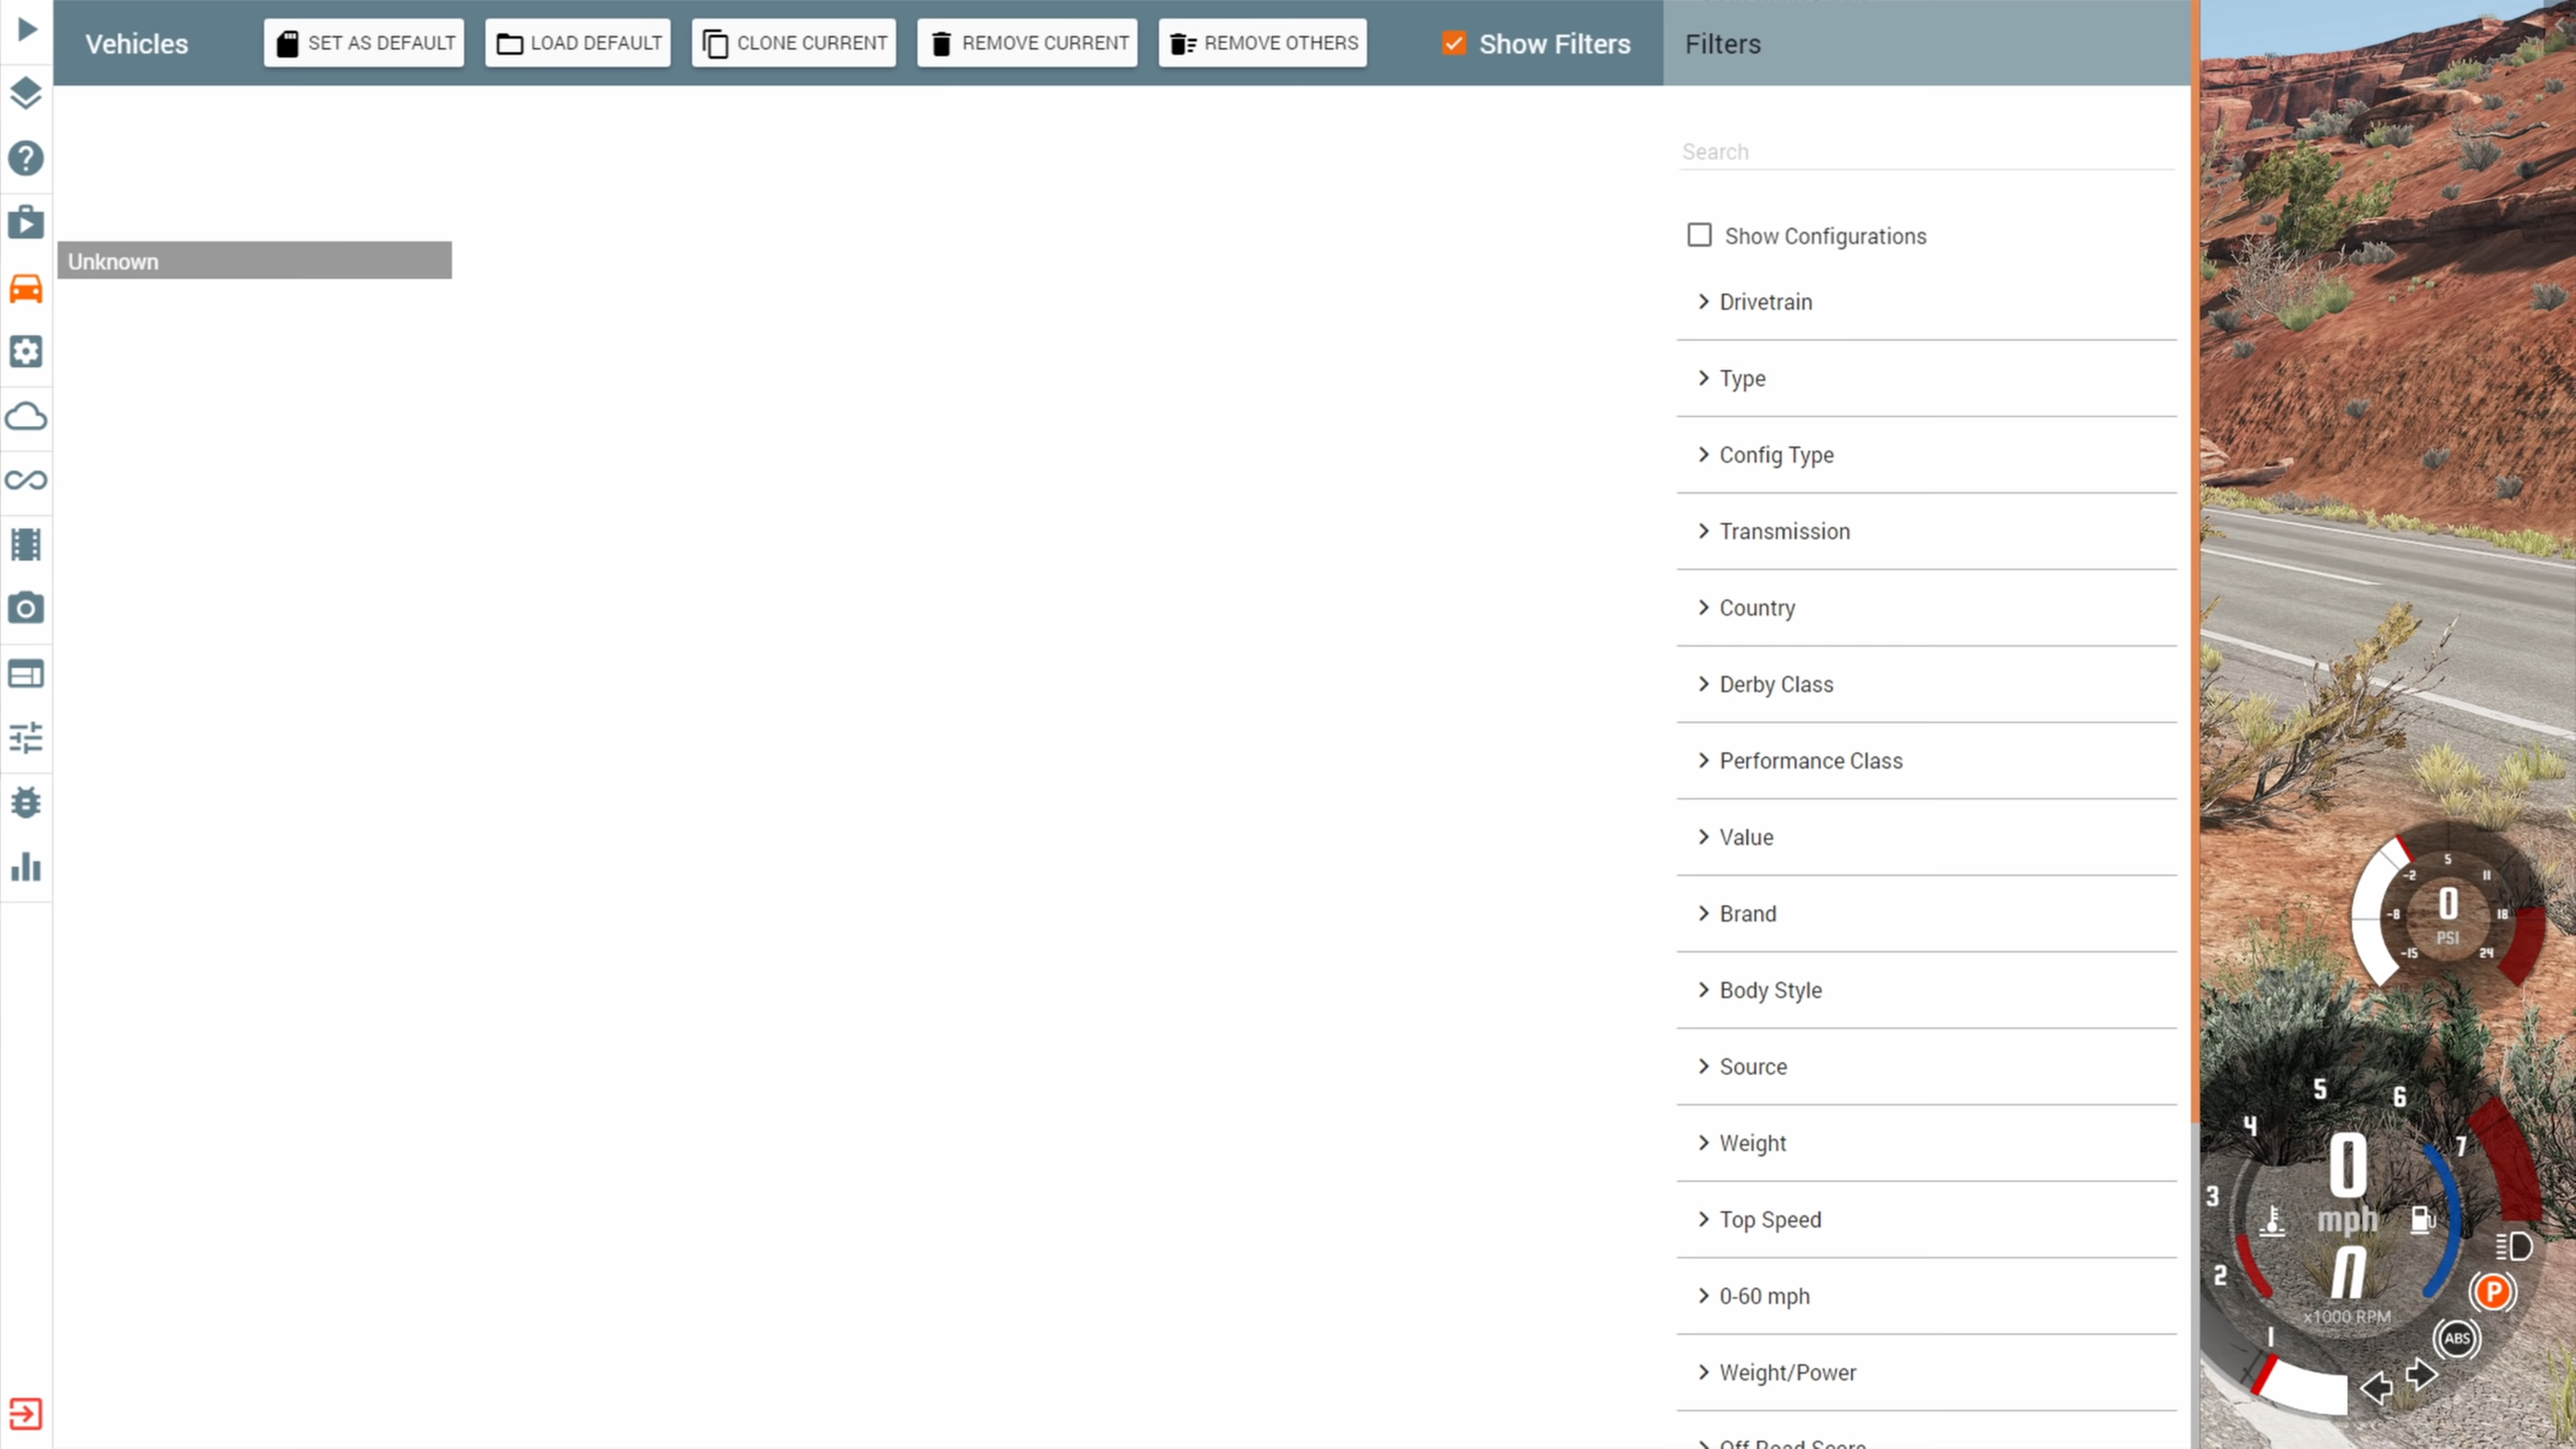 Vehicles
SET AS DEFAULT
LOAD DEFAULT
CLONE CURRENT
REMOVE CURRENT
REMOVE OTHERS
Show Filters
Filters
Search
Unknown
Show Configurations
Drivetrain
Type
Config Type
Transmission
Country
Derby Class
Performance Class
Value
Brand
Body Style
Source
Weight
Top Speed
0-60 mph
Weight/Power
Off Road Score
5
-2
11
-8
0
18
PSI
-15
24
5
6
4
7
0
3
mph
2
n
P
x1000 RPM
1
ABS